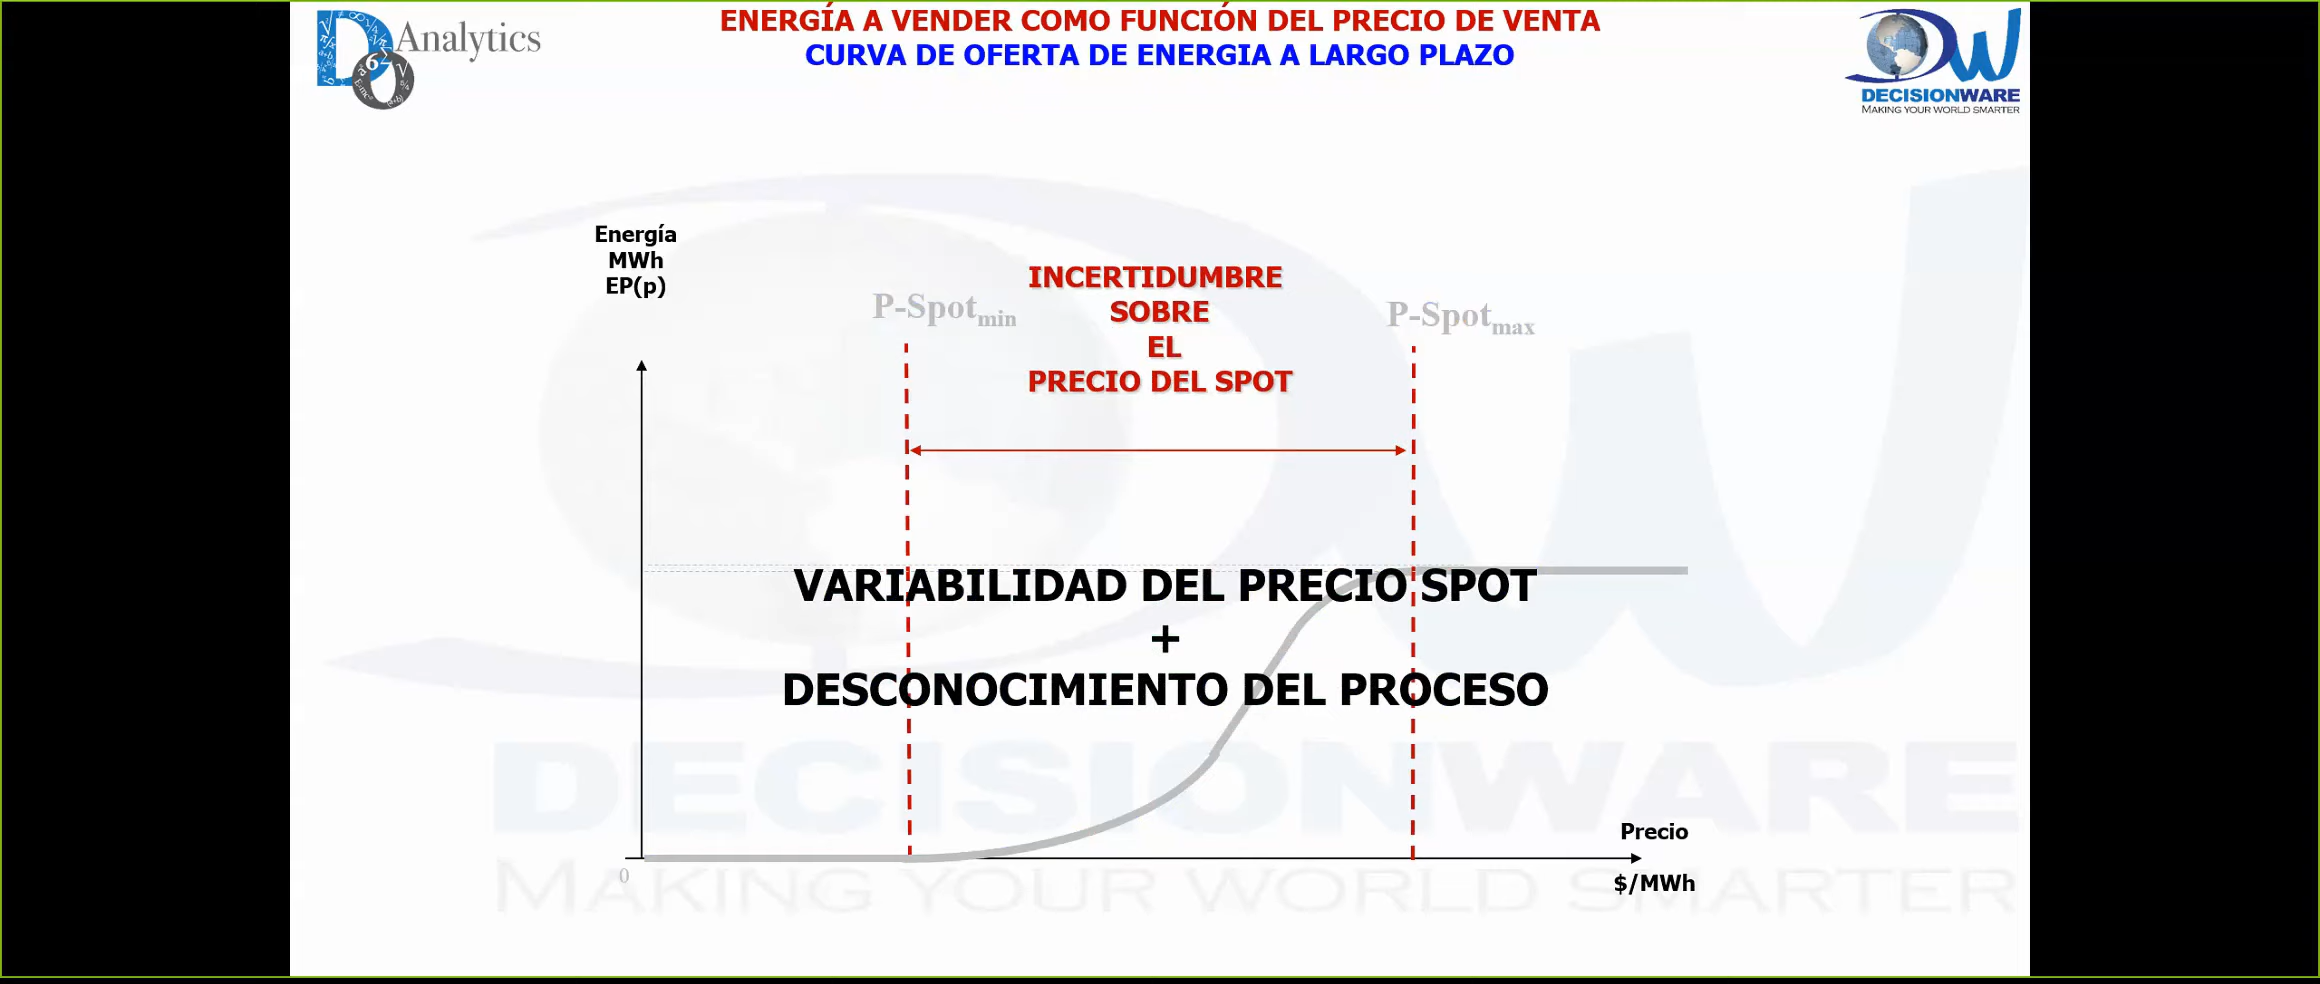 Analytics
ENERGÍA A VENDER COMO FUNCIÓN DEL PRECIO DE VENTA
CURVA DE OFERTA DE ENERGIA A LARGO PLAZO
DECISIONWARE
MAKING YOUR WORLD SMARTER
Energía
MWh
EP(p)
P-Spotmin
INCERTIDUMBRE
SOBRE
EL
PRECIO DEL SPOT
P-Spotmax
VARIABILIDAD DEL PRECIO SPOT
+
DESCONOCIMIENTO DEL PROCESO
DECISIONWARE
MAKING YOUR WORLD SMARTER
Precio
0
$/MWh